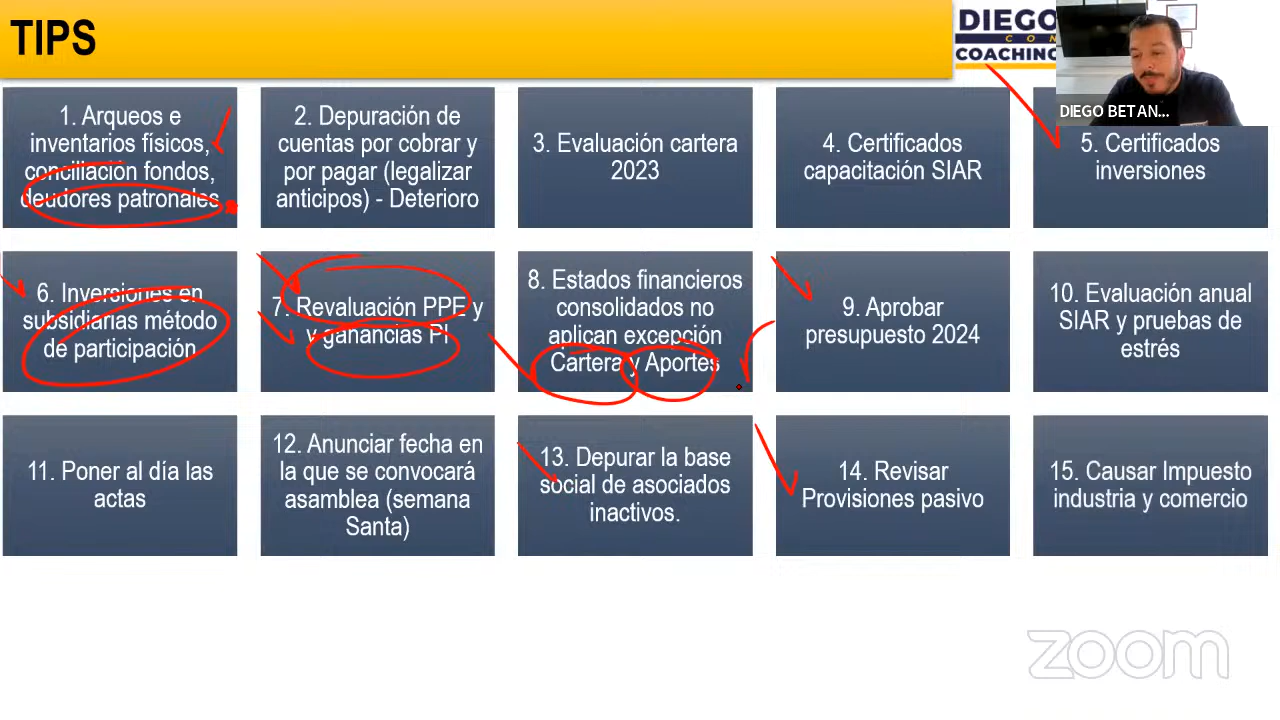 TIPS
DIEGO
CON
COACHING
DIEGO BETAN...
1. Arqueos e
inventarios físicos,
conciliación fondos,
deudores patronales.
2. Depuración de
cuentas por cobrar y
por pagar (legalizar
anticipos) - Deterioro
3. Evaluación cartera
2023
4. Certificados
capacitación SIAR
5. Certificados
inversiones
6. Inversiones en
subsidiarias método
de participación
7. Revaluación PPE y
y ganancias PI
8. Estados financieros
consolidados no
aplican excepción
Cartera y Aportes
9. Aprobar
presupuesto 2024
10. Evaluación anual
SIAR y pruebas de
estrés
11. Poner al día las
actas
12. Anunciar fecha en
la que se convocará
asamblea (semana
Santa)
13. Depurar la base
social de asociados
inactivos.
14. Revisar
Provisiones pasivo
15. Causar Impuesto
industria y comercio
zoom